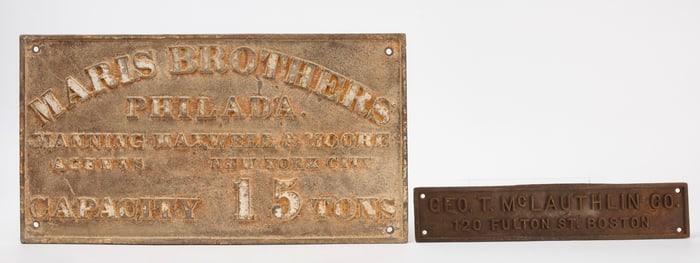 MARIS BROTHERS
PHILADA.
MANNING MAXWELL & MOORE
AGENTS NEW YORK CITY
CAPACITY 15 TONS
GEO. T. McLAUTHLIN CO.
120 FULTON ST. BOSTON